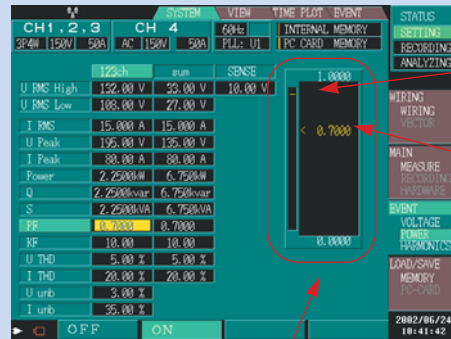 SYSTEM VIEW TIME PLOT EVENT
CH1,2,3 CH 4 60Hz INTERNAL MEMORY
3P4W 150V 50A AC 150V 50A PLL: U1 PC CARD MEMORY
123ch sum SENSE
U RMS High 132.00 V 33.00 V 10.00 V
U RMS Low 108.00 V 27.00 V
I RMS 15.000 A 15.000 A
U Peak 195.00 V 135.00 V
I Peak 80.00 A 80.00 A
Power 2.2500kW 6.750kW
Q 2.2500kvar 6.750kvar
S 2.2500kVA 6.750kVA
PF 0.7000 0.7000
KF 10.00 10.00
U THD 5.00 % 5.00 %
I THD 20.00 % 20.00 %
U unb 3.00 %
I unb 35.00 %
1.0000
< 0.7000
0.0000
OFF ON
STATUS
SETTING
RECORDING
ANALYZING
WIRING
WIRING
VECTOR
MAIN
MEASURE
RECORDING
HARDWARE
EVENT
VOLTAGE
POWER
HARMONICS
LOAD/SAVE
MEMORY
PC-CARD
2002/06/24
10:41:42